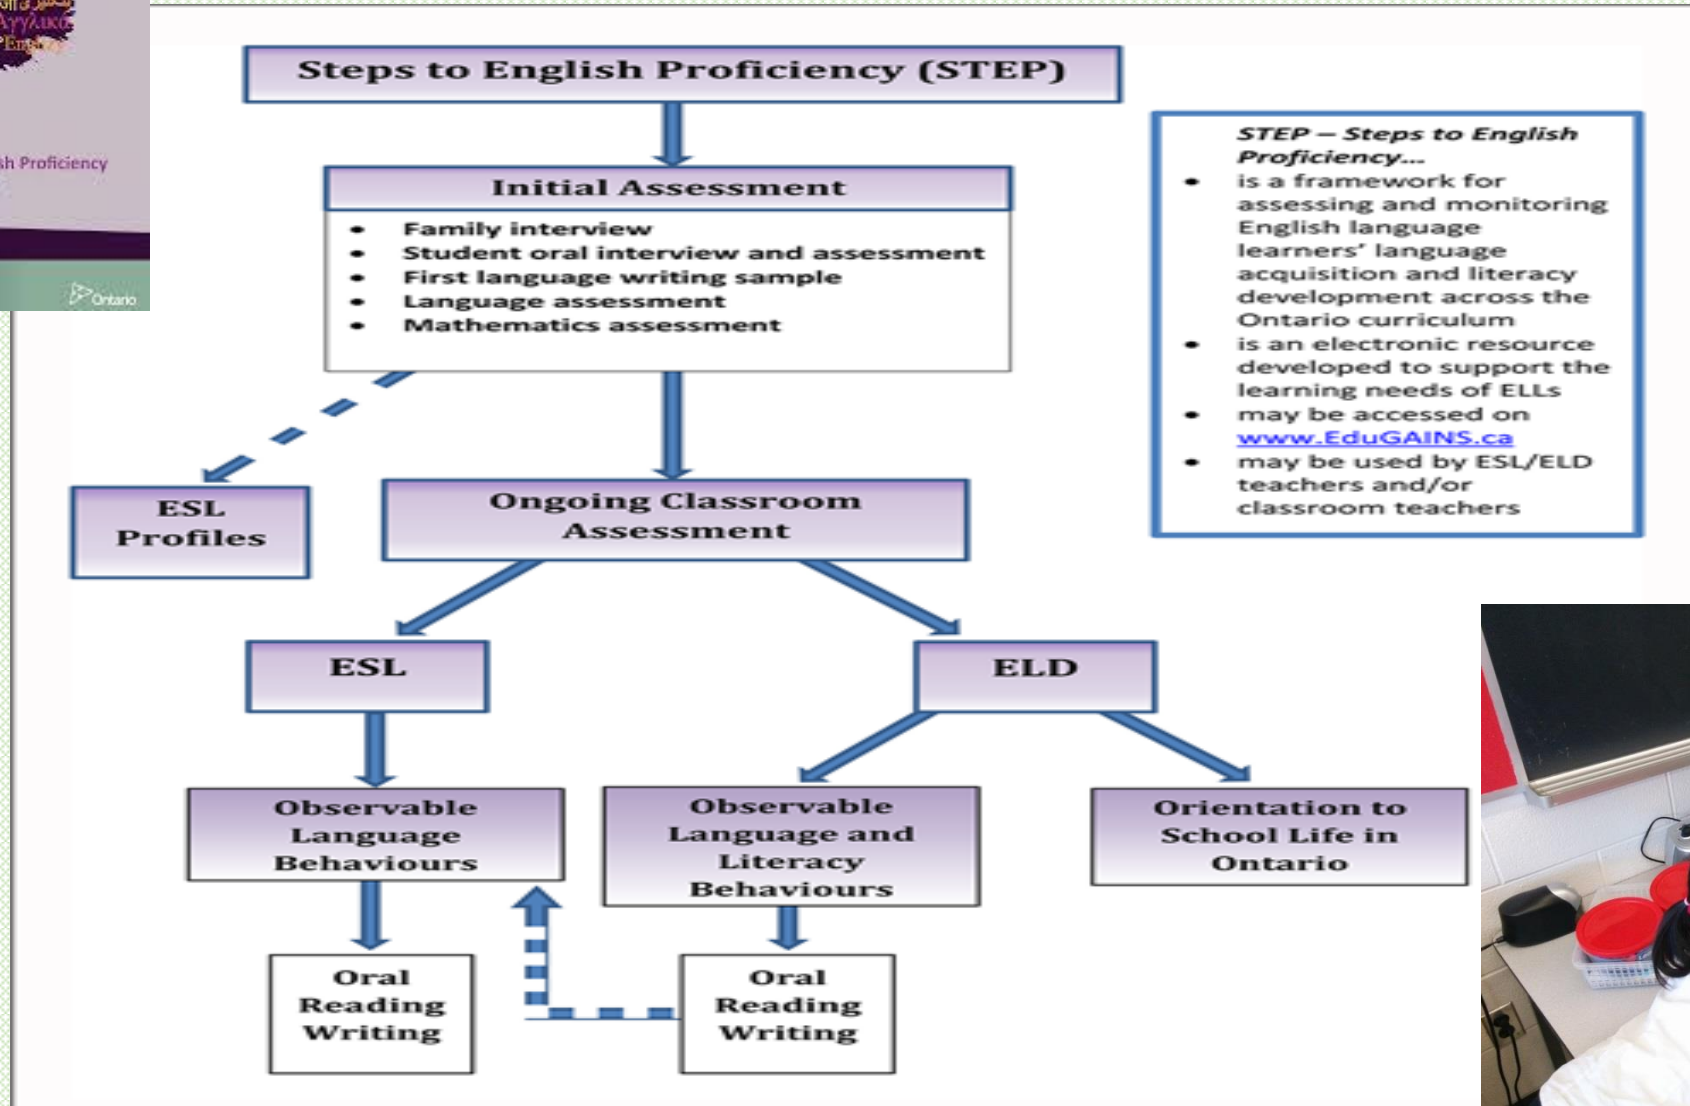 Αγγλικά
Engl
sh Proficiency
Ontario
Steps to English Proficiency (STEP)
Initial Assessment
• Family interview
• Student oral interview and assessment
• First language writing sample
• Language assessment
• Mathematics assessment
STEP – Steps to English
Proficiency...
• is a framework for
assessing and monitoring
English language
learners’ language
acquisition and literacy
development across the
Ontario curriculum
• is an electronic resource
developed to support the
learning needs of ELLs
• may be accessed on
www.EduGAINS.ca
• may be used by ESL/ELD
teachers and/or
classroom teachers
ESL
Profiles
Ongoing Classroom
Assessment
ESL
ELD
Observable
Language
Behaviours
Observable
Language and
Literacy
Behaviours
Orientation to
School Life in
Ontario
Oral
Reading
Writing
Oral
Reading
Writing